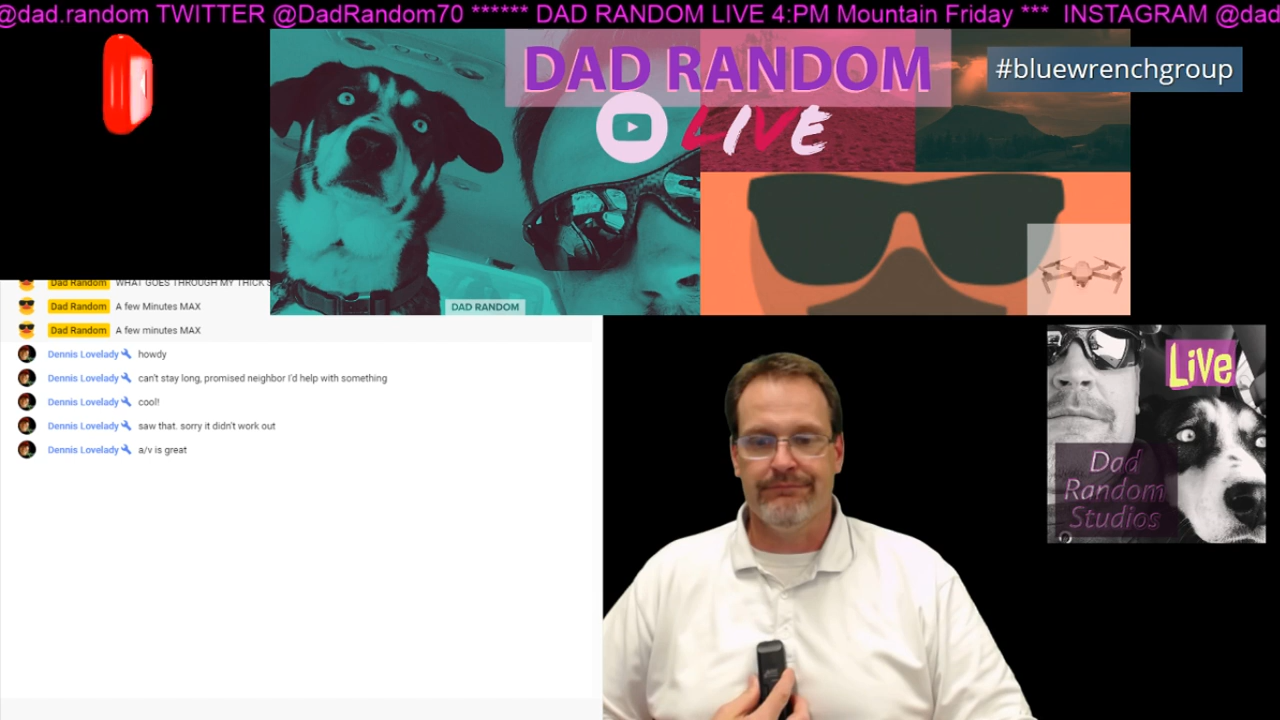 @dad.random TWITTER @DadRandom70 ****** DAD RANDOM LIVE 4:PM Mountain Friday *** INSTAGRAM @dad
DAD RANDOM
LIVE
#bluewrenchgroup
DAD RANDOM
Dad Random WHAT GOES THROUGH MY THICK
Dad Random A few Minutes MAX
Dad Random A few minutes MAX
Dennis Lovelady howdy
Dennis Lovelady can't stay long, promised neighbor I'd help with something
Dennis Lovelady cool!
Dennis Lovelady saw that. sorry it didn't work out
Dennis Lovelady a/v is great
LiVe
Dad
Random
Studios